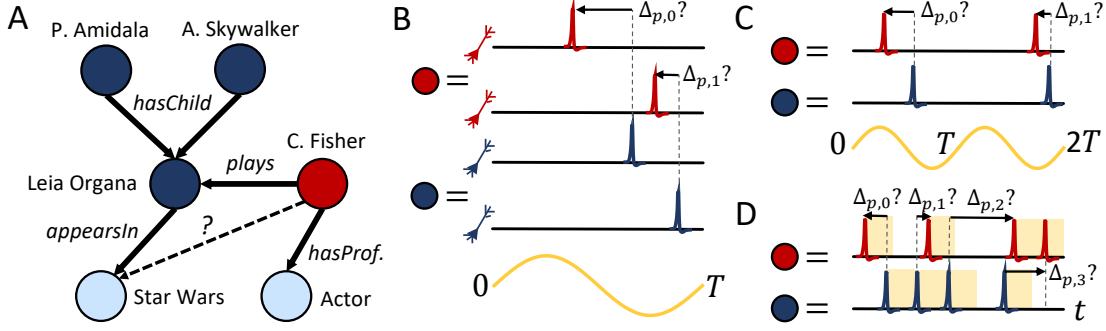 A
P. Amidala
A. Skywalker
hasChild
C. Fisher
plays
Leia Organa
appearsIn
?
hasProf.
Star Wars
Actor
B
Δp,0?
Δp,1?
=
=
0
T
C
Δp,0?
Δp,1?
=
=
0
T
2T
D
Δp,0?
Δp,1?
Δp,2?
=
Δp,3?
=
t